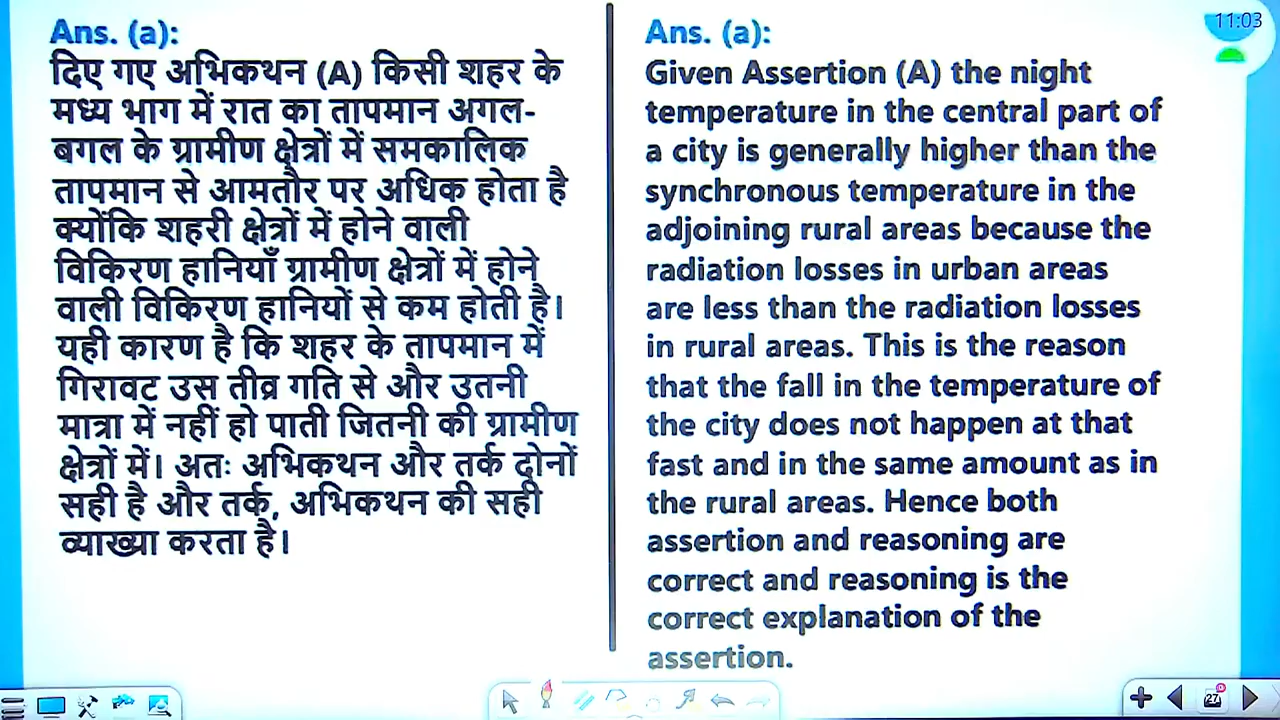 11:03
Ans. (a):
दिए गए अभिकथन (A) किसी शहर के
मध्य भाग में रात का तापमान अगल-
बगल के ग्रामीण क्षेत्रों में समकालिक
तापमान से आमतौर पर अधिक होता है
क्योंकि शहरी क्षेत्रों में होने वाली
विकिरण हानियाँ ग्रामीण क्षेत्रों में होने
वाली विकिरण हानियों से कम होती है।
यही कारण है कि शहर के तापमान में
गिरावट उस तीव्र गति से और उतनी
मात्रा में नहीं हो पाती जितनी की ग्रामीण
क्षेत्रों में। अतः अभिकथन और तर्क दोनों
सही है और तर्क, अभिकथन की सही
व्याख्या करता है।
Ans. (a):
Given Assertion (A) the night
temperature in the central part of
a city is generally higher than the
synchronous temperature in the
adjoining rural areas because the
radiation losses in urban areas
are less than the radiation losses
in rural areas. This is the reason
that the fall in the temperature of
the city does not happen at that
fast and in the same amount as in
the rural areas. Hence both
assertion and reasoning are
correct and reasoning is the
correct explanation of the
assertion.
27